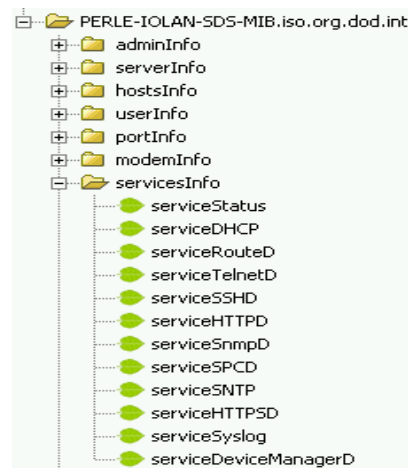 PERLE-IOLAN-SDS-MIB.iso.org.dod.int
adminInfo
serverInfo
hostsInfo
userInfo
portInfo
modemInfo
servicesInfo
serviceStatus
serviceDHCP
serviceRouteD
serviceTelnetD
serviceSSHD
serviceHTTPD
serviceSnmpD
serviceSPCD
serviceSNTP
serviceHTTPSD
serviceSyslog
serviceDeviceManagerD